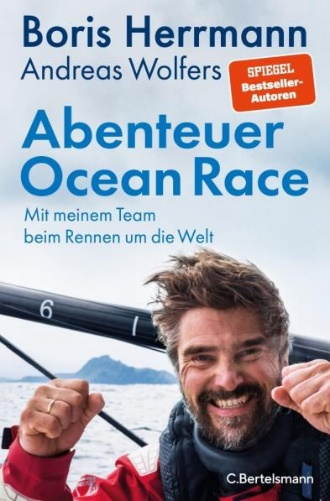 Boris Herrmann
Andreas Wolfers
SPIEGEL
Bestseller-
Autoren
Abenteuer
Ocean Race
Mit meinem Team
beim Rennen um die Welt
6 1
C.Bertelsmann